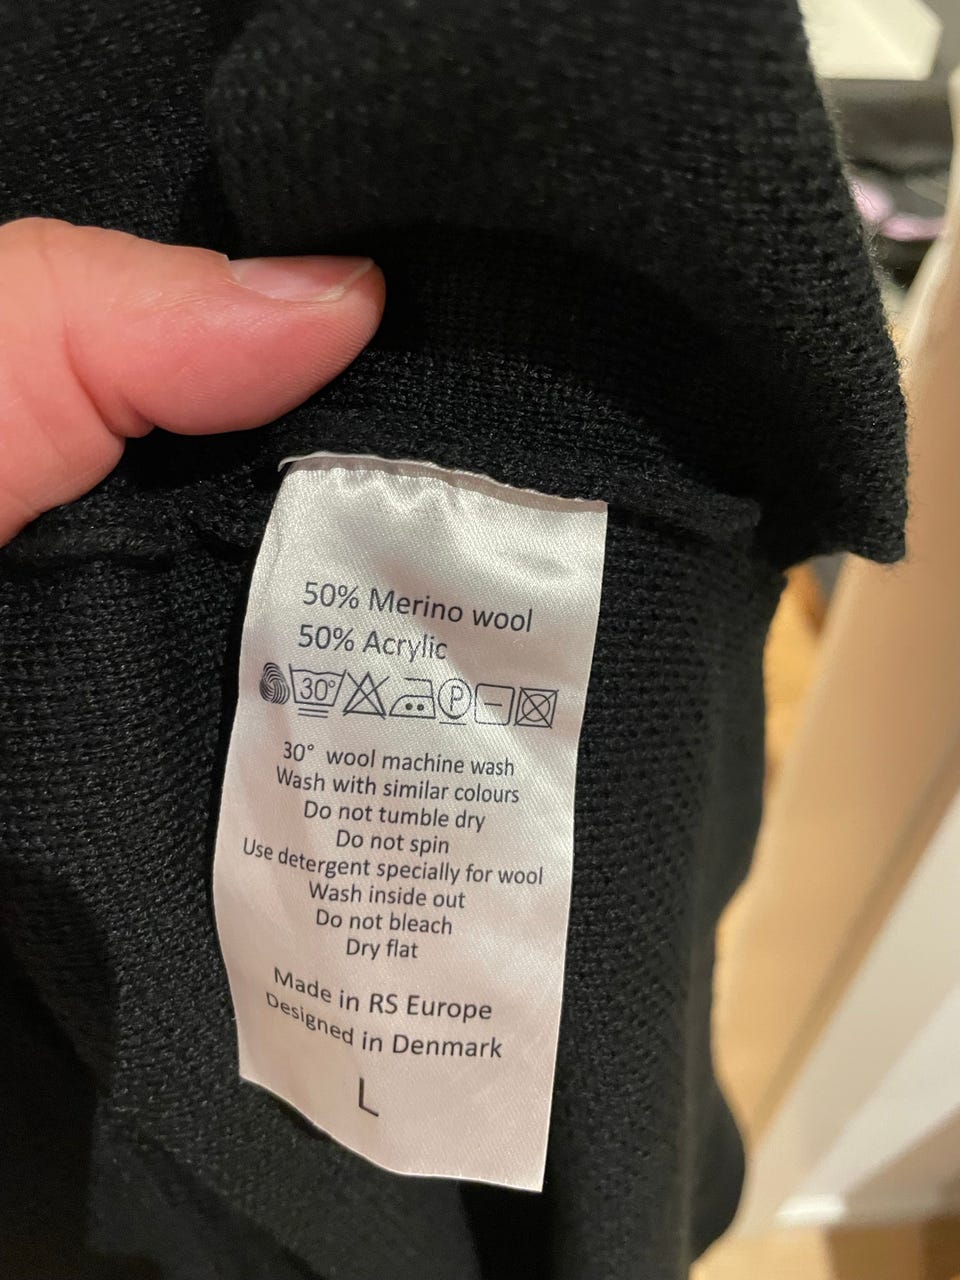 50% Merino wool
50% Acrylic
30° P
30° wool machine wash
Wash with similar colours
Do not tumble dry
Do not spin
Use detergent specially for wool
Wash inside out
Do not bleach
Dry flat
Made in RS Europe
Designed in Denmark
L